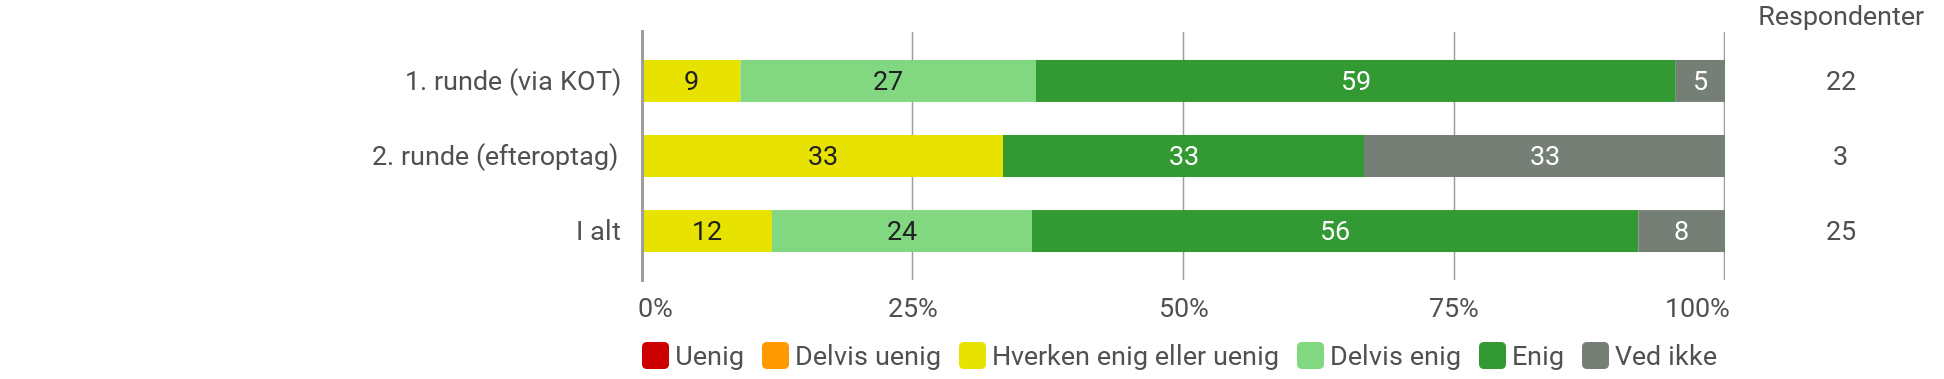 Respondenter
1. runde (via KOT) 9 27 59 5 22
2. runde (efteroptag) 33 33 33 3
I alt 12 24 56 8 25
0% 25% 50% 75% 100%
Uenig Delvis uenig Hverken enig eller uenig Delvis enig Enig Ved ikke